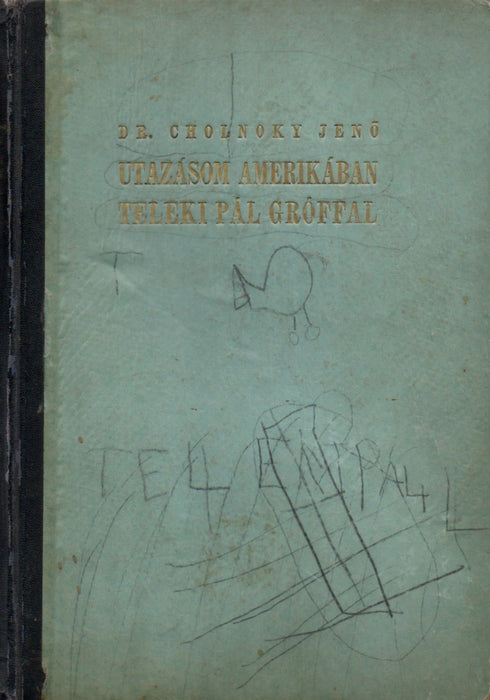 DR. CHOLNOKY JENŐ
UTAZÁSOM AMERIKÁBAN
TELEKI PÁL GRÓFFAL
T